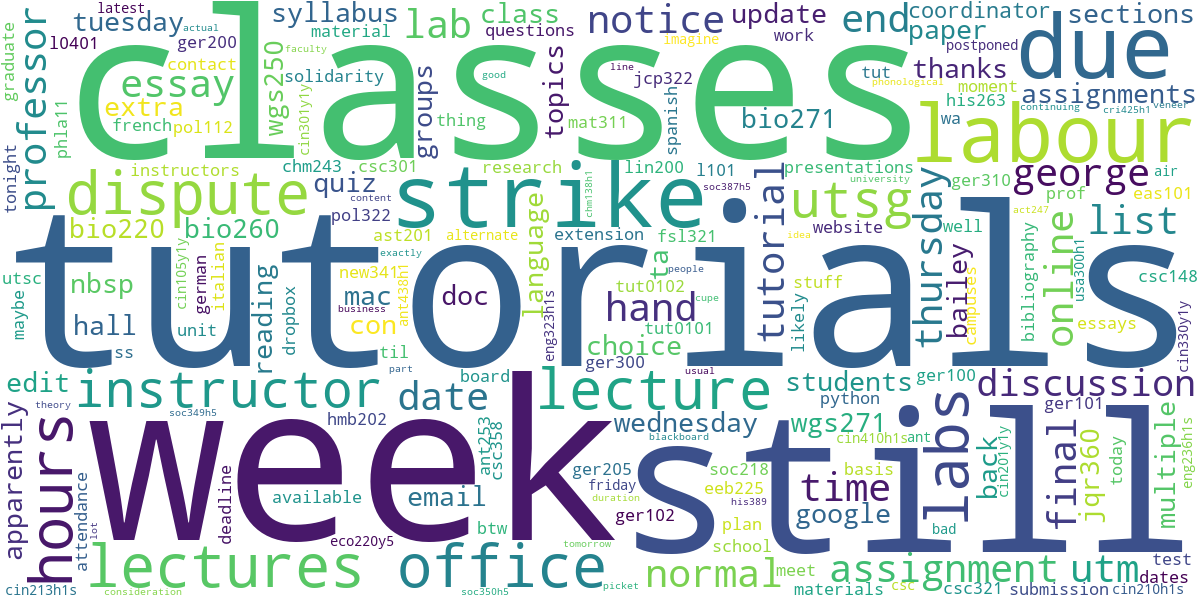 latest
tuesday
actual
syllabus
class
notice
update
end
coordinator
sections
graduate
professor
l0401
ger200
faculty
material
lab
questions
imagine
work
paper
due
classes
contact
essay
solidarity
wgs250
good
line
jcp322
postponed
thanks
phonological
moment
assignments
extra
french
pol112
cin301y1y
groups
thing
topics
mat311
spanish
bio271
tut
his263
wa
continuing
cri425h1
veneer
phla11
tonight
instructors
chm243
csc301
research
strike
lin200
l101
presentations
labour
dispute
quiz
content
chm138h1
soc387h5
university
ger310
george
prof
air
eas101
bio220
bio260
pol322
ast201
alternate
language
extension
fsl321
ta
tutorial
utsg
website
idea
thursday
well
act247
list
utsc
nbsp
cin105y1y
german
italian
exactly
new341
tut0102
people
stuff
bailey
campuses
bibliography
online
usa300h1
csc148
tutorials
maybe
hall
ss
unit
reading
dropbox
mac
business
con
ant438h1
doc
cupe
hand
tut0101
likely
essays
cin330y1y
til
part
choice
eng323h1s
ger300
usual
edit
theory
instructor
date
board
lecture
students
python
ger100
discussion
soc349h5
hmb202
wednesday
wgs271
ger101
apparently
hours
week
still
ant253
csc358
blackboard
cin410h1s
ant
labs
back
cin201y1y
final
jqr360
today
multiple
eng236h1s
attendance
lot
deadline
available
email
ger205
friday
duration
soc218
eeb225
basis
time
his389
google
plan
school
bad
eco220y5
btw
ger102
tomorrow
lectures
office
normal
meet
assignment
utm
test
dates
cin213h1s
consideration
soc350h5
picket
materials
csc
csc321
submission
cin210h1s